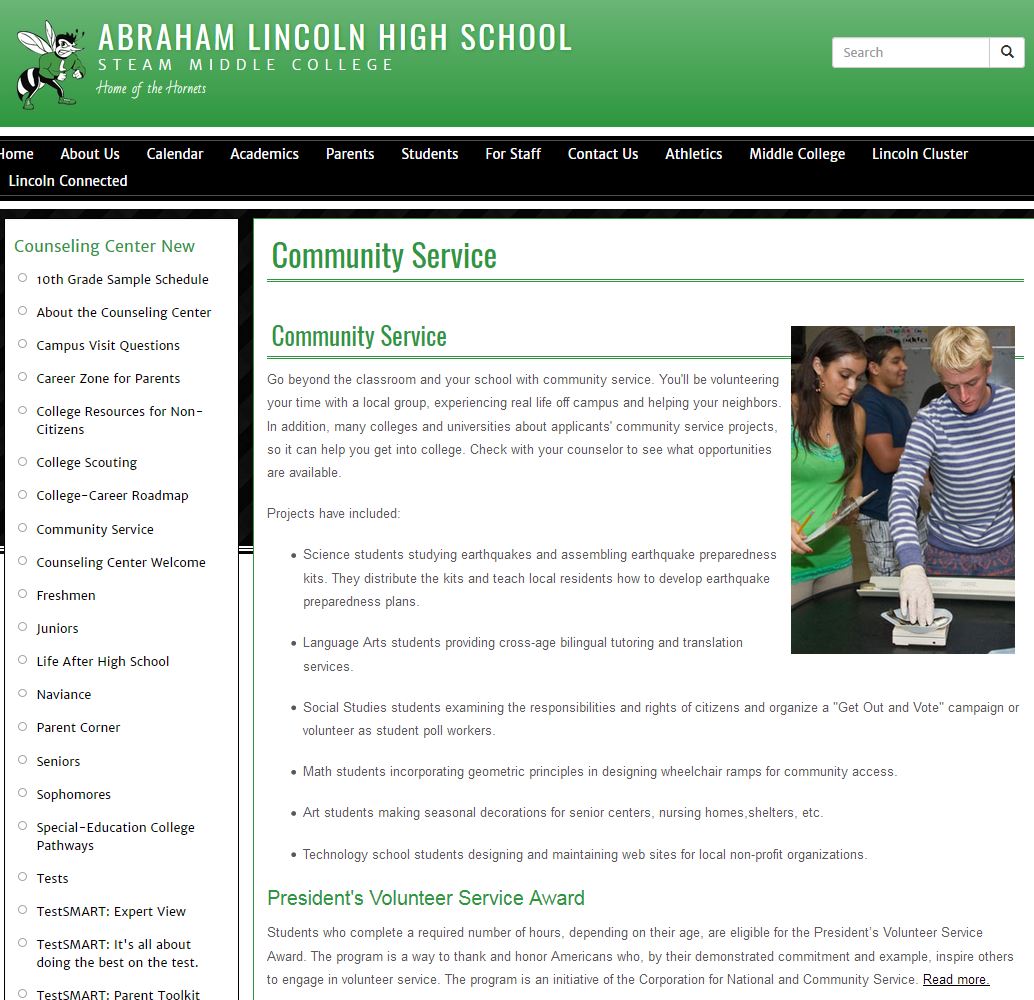 ABRAHAM LINCOLN HIGH SCHOOL
STEAM MIDDLE COLLEGE
Home of the Hornets
Search
Home About Us Calendar Academics Parents Students For Staff Contact Us Athletics Middle College Lincoln Cluster
Lincoln Connected
Counseling Center New
10th Grade Sample Schedule
About the Counseling Center
Campus Visit Questions
Career Zone for Parents
College Resources for Non-
Citizens
College Scouting
College-Career Roadmap
Community Service
Counseling Center Welcome
Freshmen
Juniors
Life After High School
Naviance
Parent Corner
Seniors
Sophomores
Special-Education College
Pathways
Tests
TestSMART: Expert View
TestSMART: It's all about
doing the best on the test.
TestSMART: Parent Toolkit
Community Service
Community Service
Go beyond the classroom and your school with community service. You'll be volunteering
your time with a local group, experiencing real life off campus and helping your neighbors.
In addition, many colleges and universities about applicants' community service projects,
so it can help you get into college. Check with your counselor to see what opportunities
are available.
Projects have included:
Science students studying earthquakes and assembling earthquake preparedness
kits. They distribute the kits and teach local residents how to develop earthquake
preparedness plans.
Language Arts students providing cross-age bilingual tutoring and translation
services.
Social Studies students examining the responsibilities and rights of citizens and organize a "Get Out and Vote" campaign or
volunteer as student poll workers.
Math students incorporating geometric principles in designing wheelchair ramps for community access.
Art students making seasonal decorations for senior centers, nursing homes,shelters, etc.
Technology school students designing and maintaining web sites for local non-profit organizations.
President's Volunteer Service Award
Students who complete a required number of hours, depending on their age, are eligible for the President's Volunteer Service
Award. The program is a way to thank and honor Americans who, by their demonstrated commitment and example, inspire others
to engage in volunteer service. The program is an initiative of the Corporation for National and Community Service. Read more.